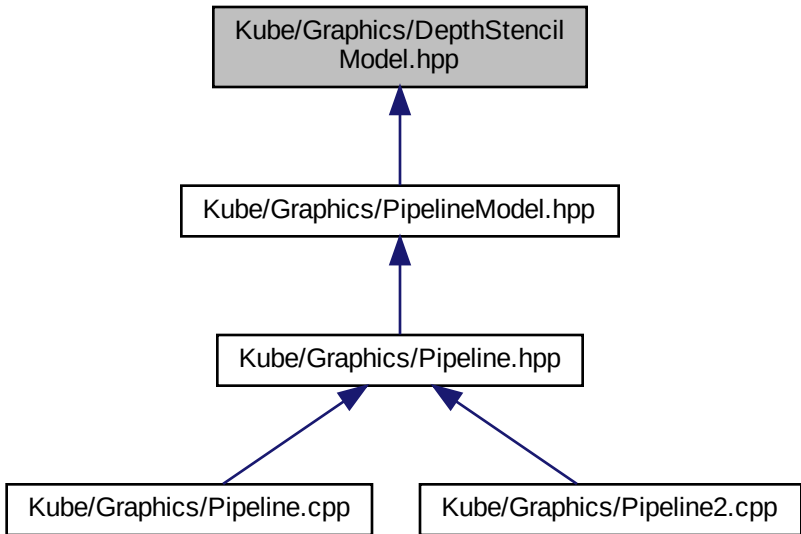 Kube/Graphics/DepthStencil
Model.hpp
Kube/Graphics/PipelineModel.hpp
Kube/Graphics/Pipeline.hpp
Kube/Graphics/Pipeline.cpp
Kube/Graphics/Pipeline2.cpp